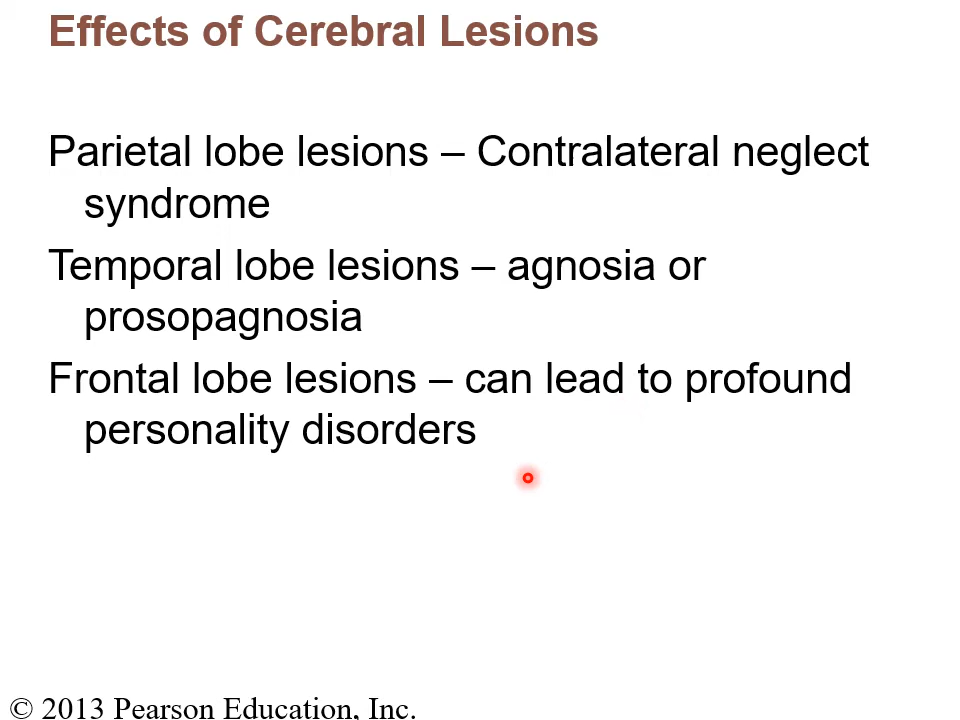 Effects of Cerebral Lesions
Parietal lobe lesions – Contralateral neglect
syndrome
Temporal lobe lesions – agnosia or
prosopagnosia
Frontal lobe lesions – can lead to profound
personality disorders
© 2013 Pearson Education, Inc.